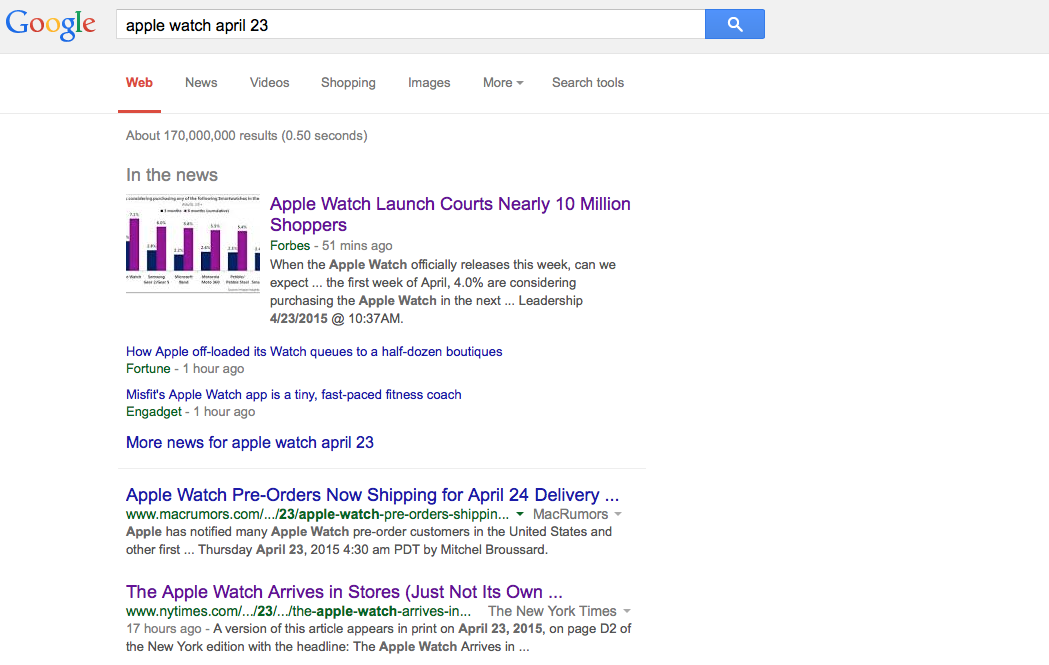 Google
apple watch april 23
Web News Videos Shopping Images More Search tools
About 170,000,000 results (0.50 seconds)
In the news
Apple Watch Launch Courts Nearly 10 Million
Shoppers
Forbes - 51 mins ago
When the Apple Watch officially releases this week, can we
expect ... the first week of April, 4.0% are considering
purchasing the Apple Watch in the next ... Leadership
4/23/2015 @ 10:37AM.
How Apple off-loaded its Watch queues to a half-dozen boutiques
Fortune - 1 hour ago
Misfit's Apple Watch app is a tiny, fast-paced fitness coach
Engadget - 1 hour ago
More news for apple watch april 23
Apple Watch Pre-Orders Now Shipping for April 24 Delivery ...
www.macrumors.com/.../23/apple-watch-pre-orders-shippin... MacRumors
Apple has notified many Apple Watch pre-order customers in the United States and
other first ... Thursday April 23, 2015 4:30 am PDT by Mitchel Broussard.
The Apple Watch Arrives in Stores (Just Not Its Own ...
www.nytimes.com/.../23/.../the-apple-watch-arrives-in... The New York Times
17 hours ago - A version of this article appears in print on April 23, 2015, on page D2 of
the New York edition with the headline: The Apple Watch Arrives in ...